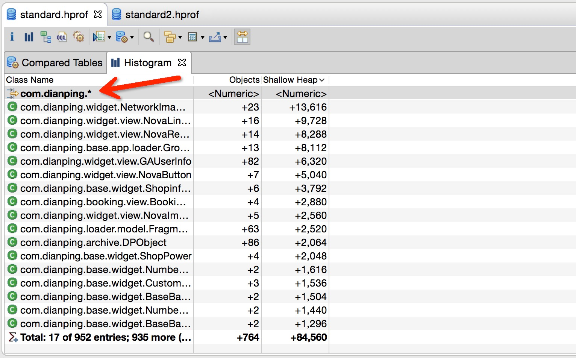 standard.hprof standard2.hprof
Compared Tables Histogram
Class Name Objects Shallow Heap
com.dianping.* <Numeric> <Numeric>
com.dianping.widget.NetworkIma... +23 +13,616
com.dianping.widget.view.NovaLin... +16 +9,728
com.dianping.widget.view.NovaRe... +14 +8,288
com.dianping.base.app.loader.Gro... +13 +8,112
com.dianping.widget.view.GAUserInfo +82 +6,320
com.dianping.widget.view.NovaButton +7 +5,040
com.dianping.base.widget.Shopinf... +6 +3,792
com.dianping.booking.view.Booki... +4 +2,880
com.dianping.widget.view.NovaIm... +5 +2,560
com.dianping.loader.model.Fragm... +63 +2,520
com.dianping.archive.DPObject +86 +2,064
com.dianping.base.widget.ShopPower +4 +2,048
com.dianping.base.widget.Numbe... +2 +1,616
com.dianping.base.widget.Custom... +3 +1,536
com.dianping.base.widget.BaseBa... +2 +1,504
com.dianping.base.widget.Numbe... +2 +1,440
com.dianping.base.widget.BaseBa... +2 +1,296
Total: 17 of 952 entries; 935 more (... +764 +84,560